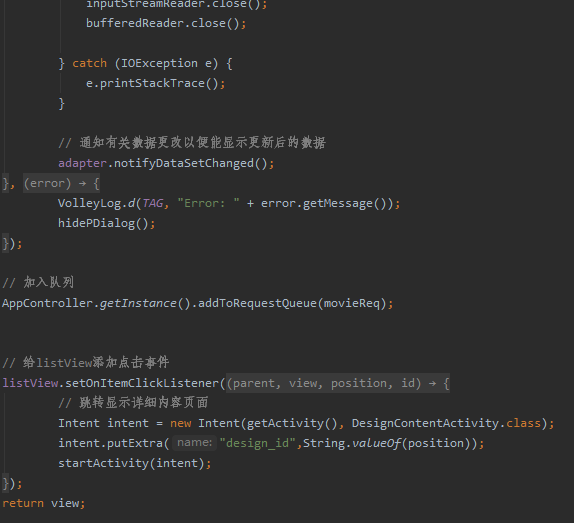 inputStreamReader.close();
bufferedReader.close();
} catch (IOException e) {
e.printStackTrace();
}
// 通知有关数据更改以便能显示更新后的数据
adapter.notifyDataSetChanged();
}, (error) → {
VolleyLog.d(TAG, "Error: " + error.getMessage());
hidePDialog();
});
// 加入队列
AppController.getInstance().addToRequestQueue(movieReq);
// 给listView添加点击事件
listView.setOnItemClickListener((parent, view, position, id) → {
// 跳转显示详细内容页面
Intent intent = new Intent(getActivity(), DesignContentActivity.class);
intent.putExtra( name: "design_id",String.valueOf(position));
startActivity(intent);
});
return view;